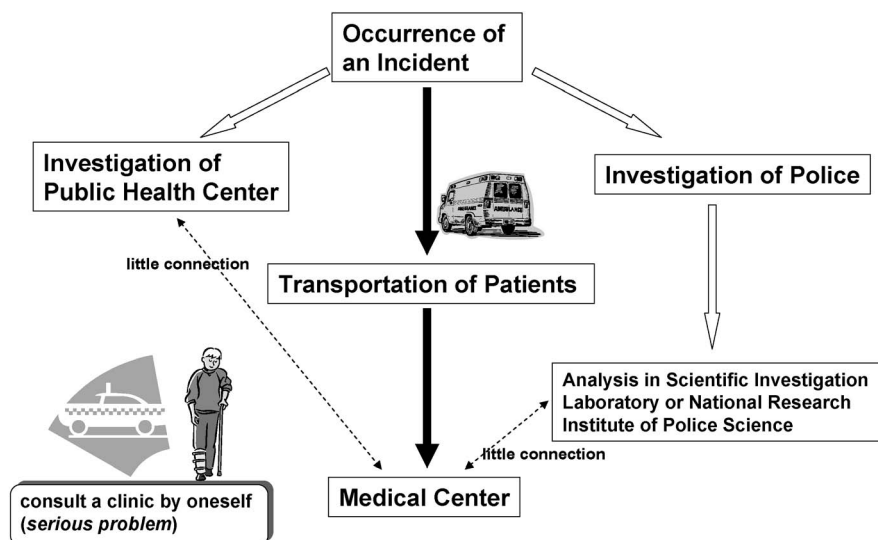 Occurrence of
an Incident
Investigation of
Public Health Center
Investigation of Police
AMBULANCE
little connection
Transportation of Patients
Analysis in Scientific Investigation
Laboratory or National Research
Institute of Police Science
little connection
Medical Center
consult a clinic by oneself
(serious problem)